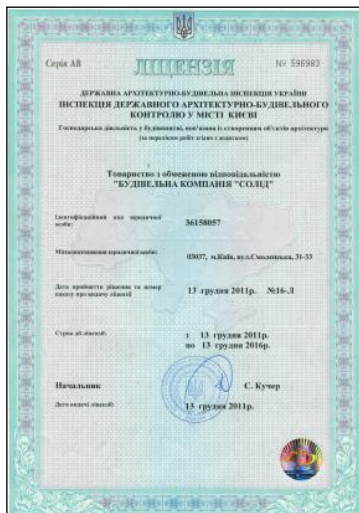 Серія АВ
ЛІЦЕНЗІЯ
№ 596983
ДЕРЖАВНА АРХІТЕКТУРНО-БУДІВЕЛЬНА ІНСПЕКЦІЯ УКРАЇНИ
ІНСПЕКЦІЯ ДЕРЖАВНОГО АРХІТЕКТУРНО-БУДІВЕЛЬНОГО
КОНТРОЛЮ У МІСТІ КИЄВІ
Господарська діяльність у будівництві, пов'язана із створенням об'єктів архітектури
(за переліком робіт згідно з додатком)
Товариство з обмеженою відповідальністю
"БУДІВЕЛЬНА КОМПАНІЯ "СОЛІД"
Ідентифікаційний код юридичної
особи:
36158057
Місцезнаходження юридичної особи:
03037, м.Київ, вул.Смолоцька, 31-33
Дата прийняття рішення та номер
наказу про видачу ліцензії
13 грудня 2011р. №16-Л
Строк дії ліцензії:
з 13 грудня 2011р.
по 13 грудня 2016р.
Начальник
С. Кучер
Дата видачі ліцензії:
13 грудня 2011р.